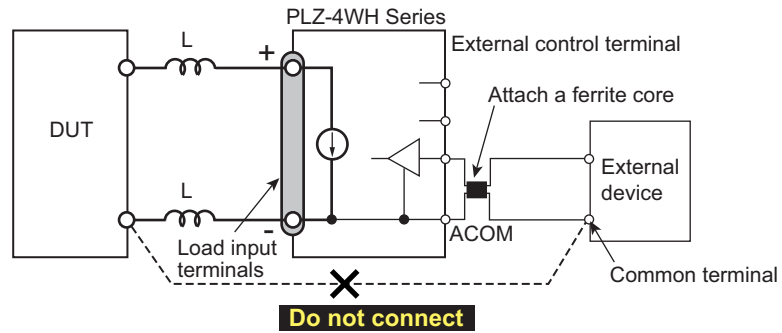 PLZ-4WH Series
L
+
External control terminal
Attach a ferrite core
DUT
External
device
L
-
Load input
terminals
ACOM
Common terminal
Do not connect